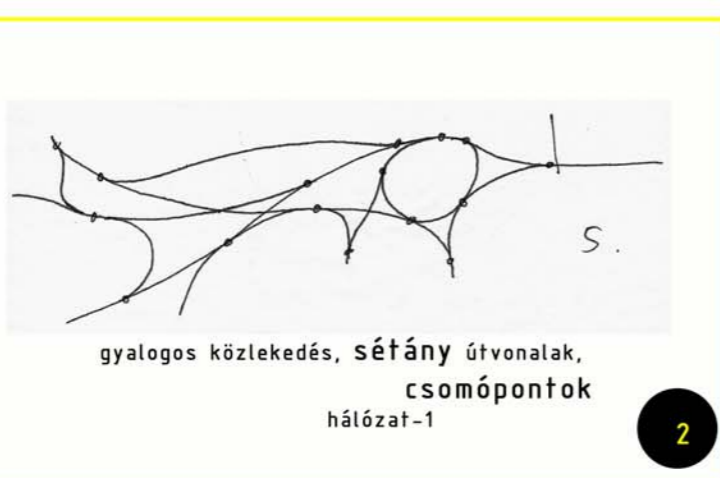 S.
gyalogos közlekedés, sétány útvonalak,
csomópontok
hálózat-1
2